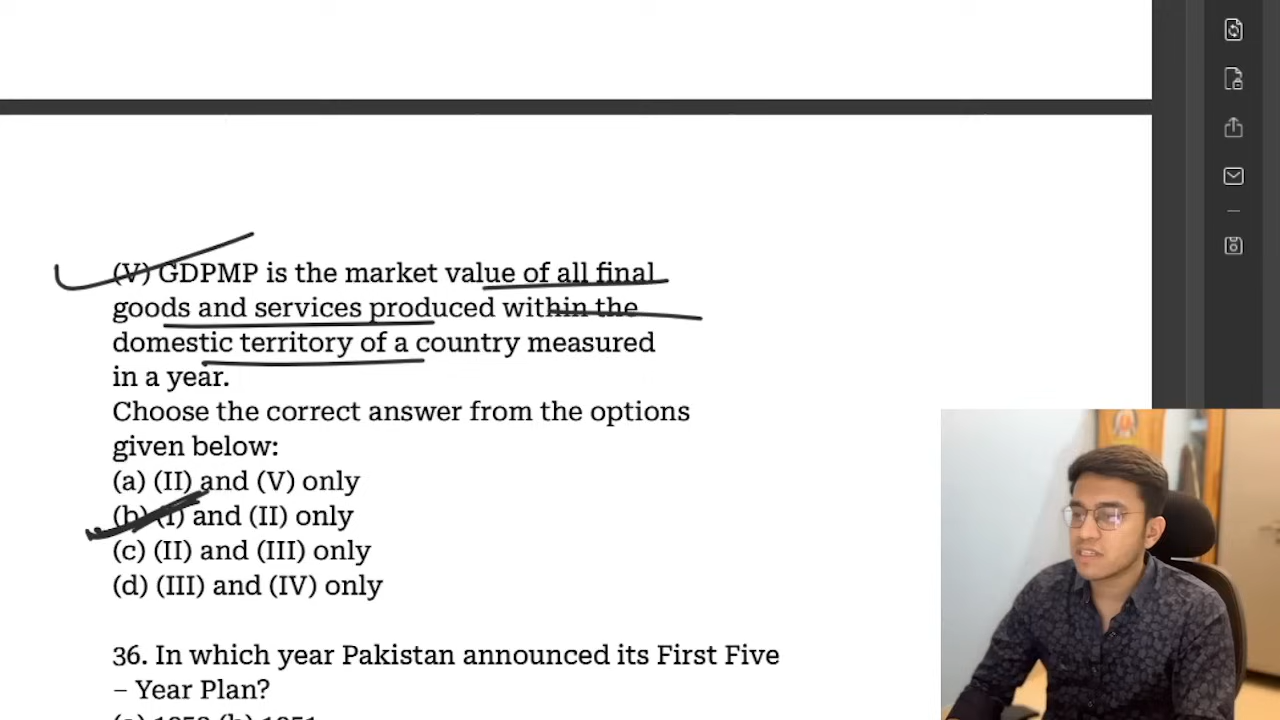 (V) GDPMP is the market value of all final
goods and services produced within the
domestic territory of a country measured
in a year.
Choose the correct answer from the options
given below:
(a) (II) and (V) only
(b) (I) and (II) only
(c) (II) and (III) only
(d) (III) and (IV) only
36. In which year Pakistan announced its First Five
– Year Plan?